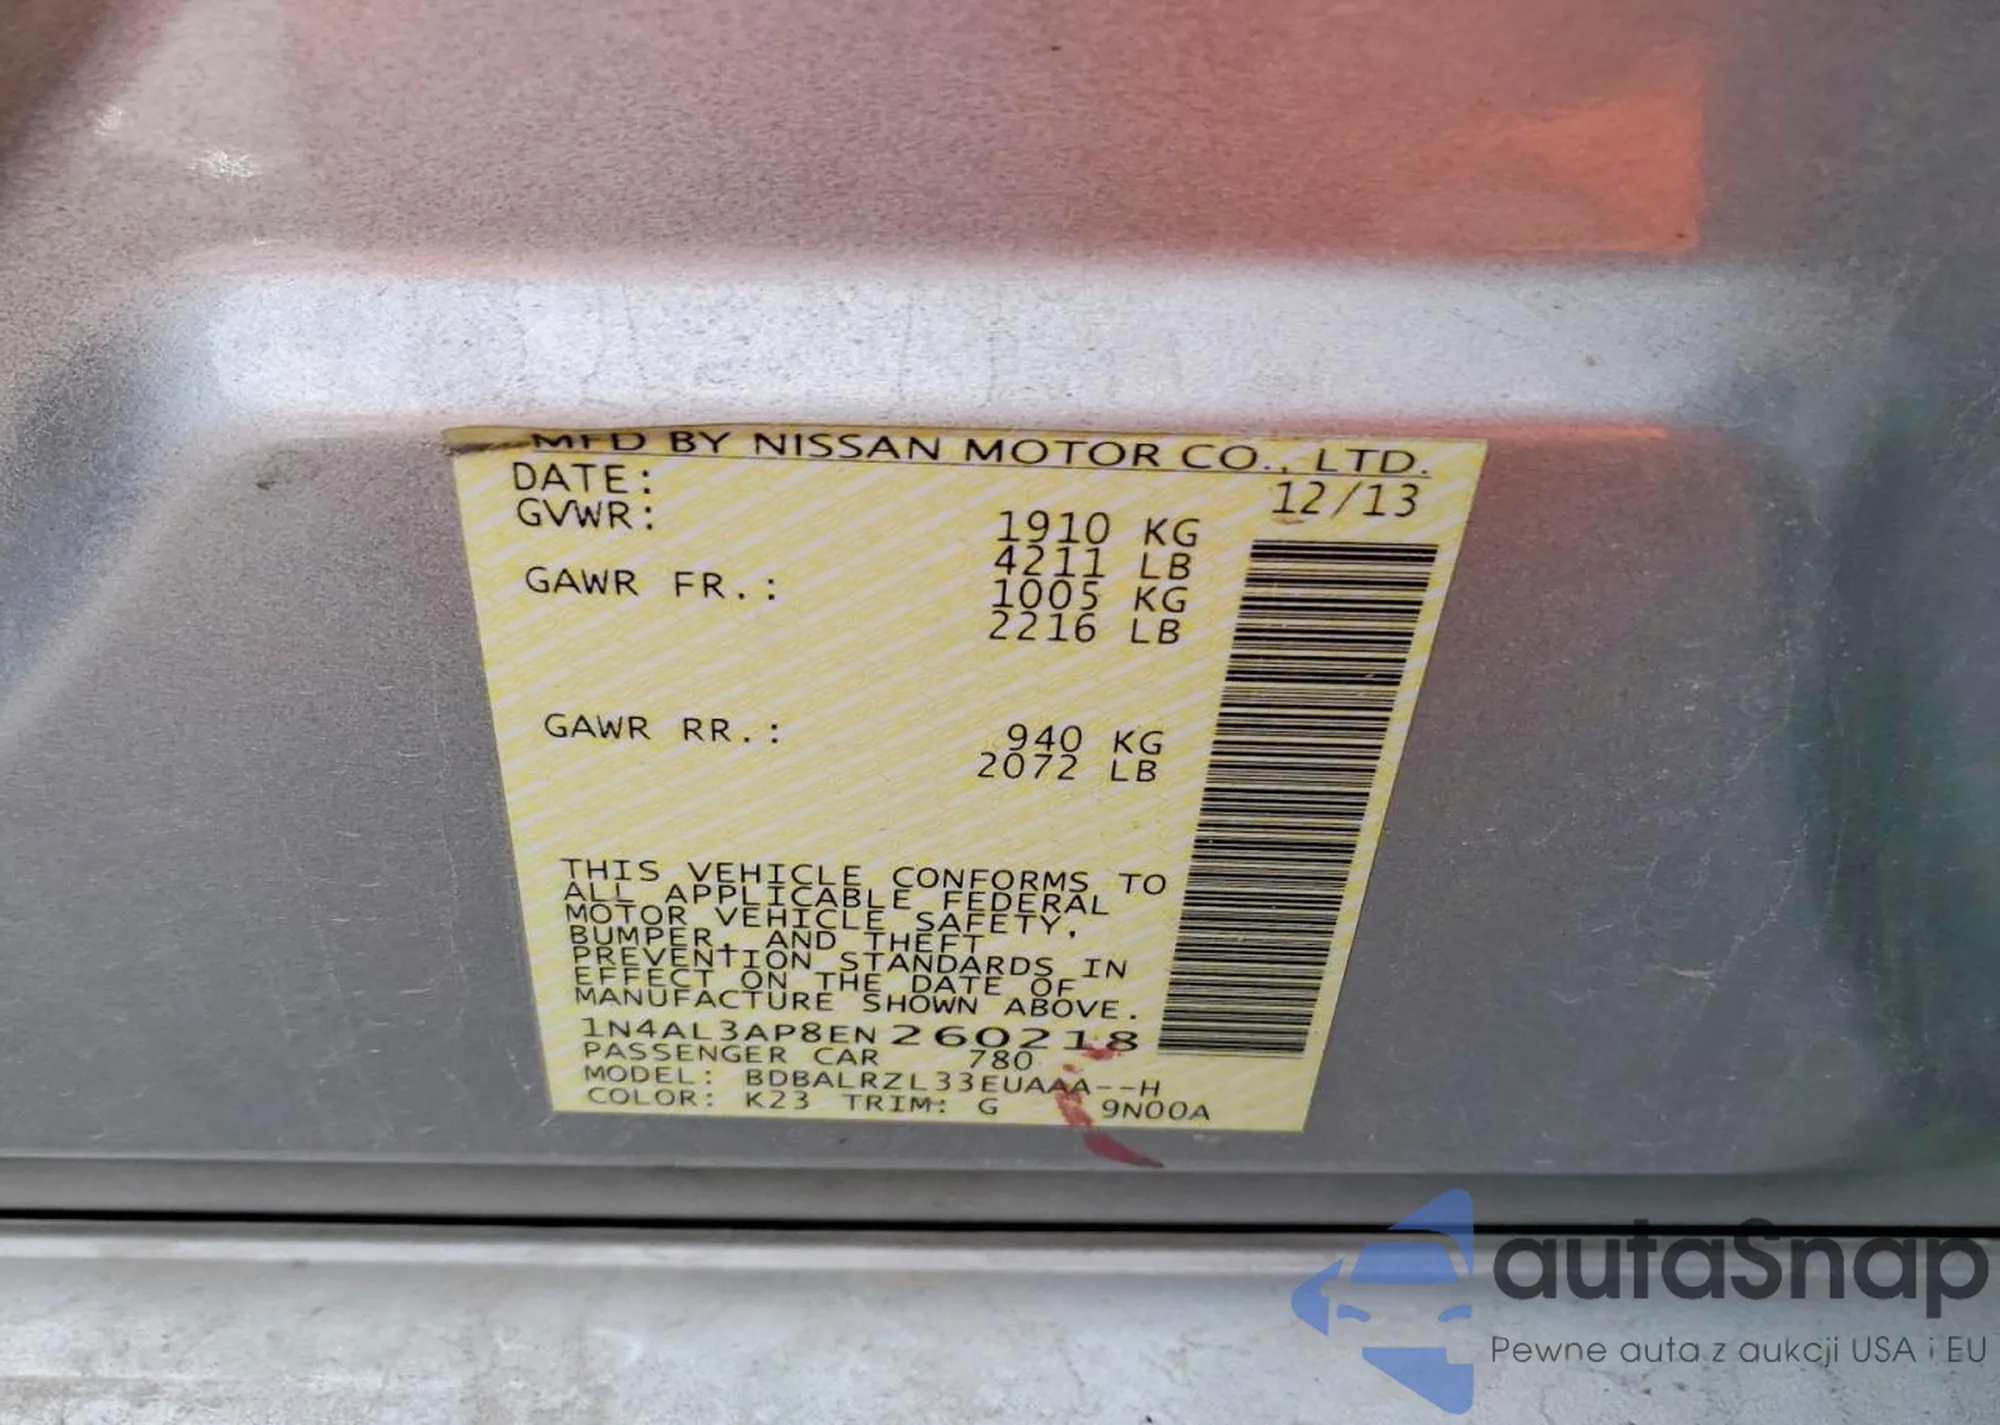 MFD BY NISSAN MOTOR CO., LTD.
DATE: 12/13
GVWR: 1910 KG
4211 LB
GAWR FR.: 1005 KG
2216 LB
GAWR RR.: 940 KG
2072 LB
THIS VEHICLE CONFORMS TO
ALL APPLICABLE FEDERAL
MOTOR VEHICLE SAFETY,
BUMPER, AND THEFT
PREVENTION STANDARDS IN
EFFECT ON THE DATE OF
MANUFACTURE SHOWN ABOVE.
1N4AL3AP8EN260218
PASSENGER CAR 780
MODEL: BDBALRZL33EUAAA--H
COLOR: K23 TRIM: G 9N00A
autaSnap
Pewne auta z aukcji USA i EU